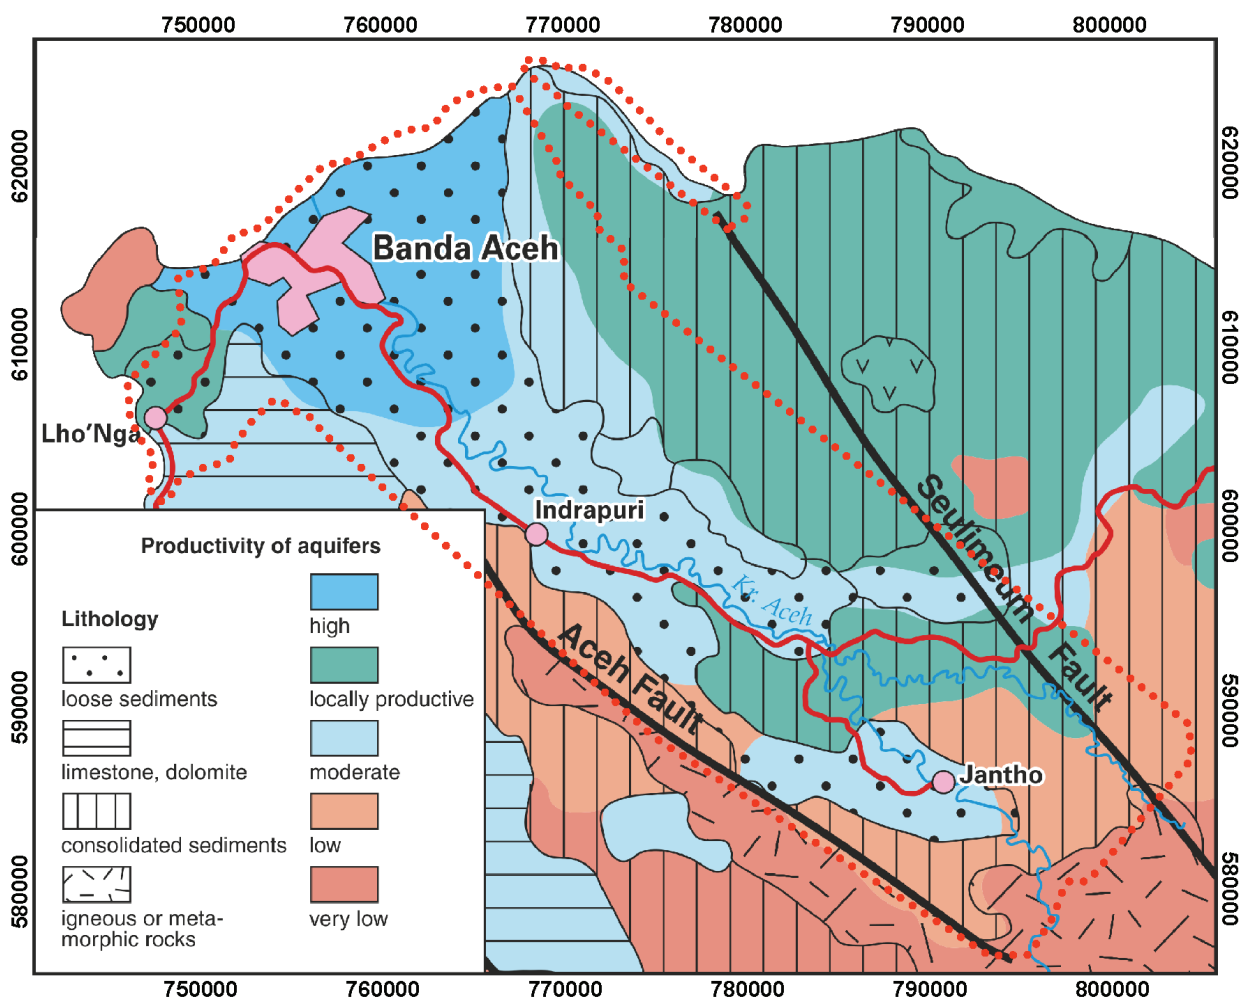 750000 760000 770000 780000 790000 800000
620000
620000
Banda Aceh
610000
610000
Lho'Nga
Seulimeum Fault
600000
600000
Indrapuri
Productivity of aquifers
Kr. Aceh
high
Lithology
Aceh Fault
loose sediments
locally productive
590000
590000
limestone, dolomite
moderate
Jantho
consolidated sediments
low
580000
580000
igneous or meta-
morphic rocks
very low
750000 760000 770000 780000 790000 800000